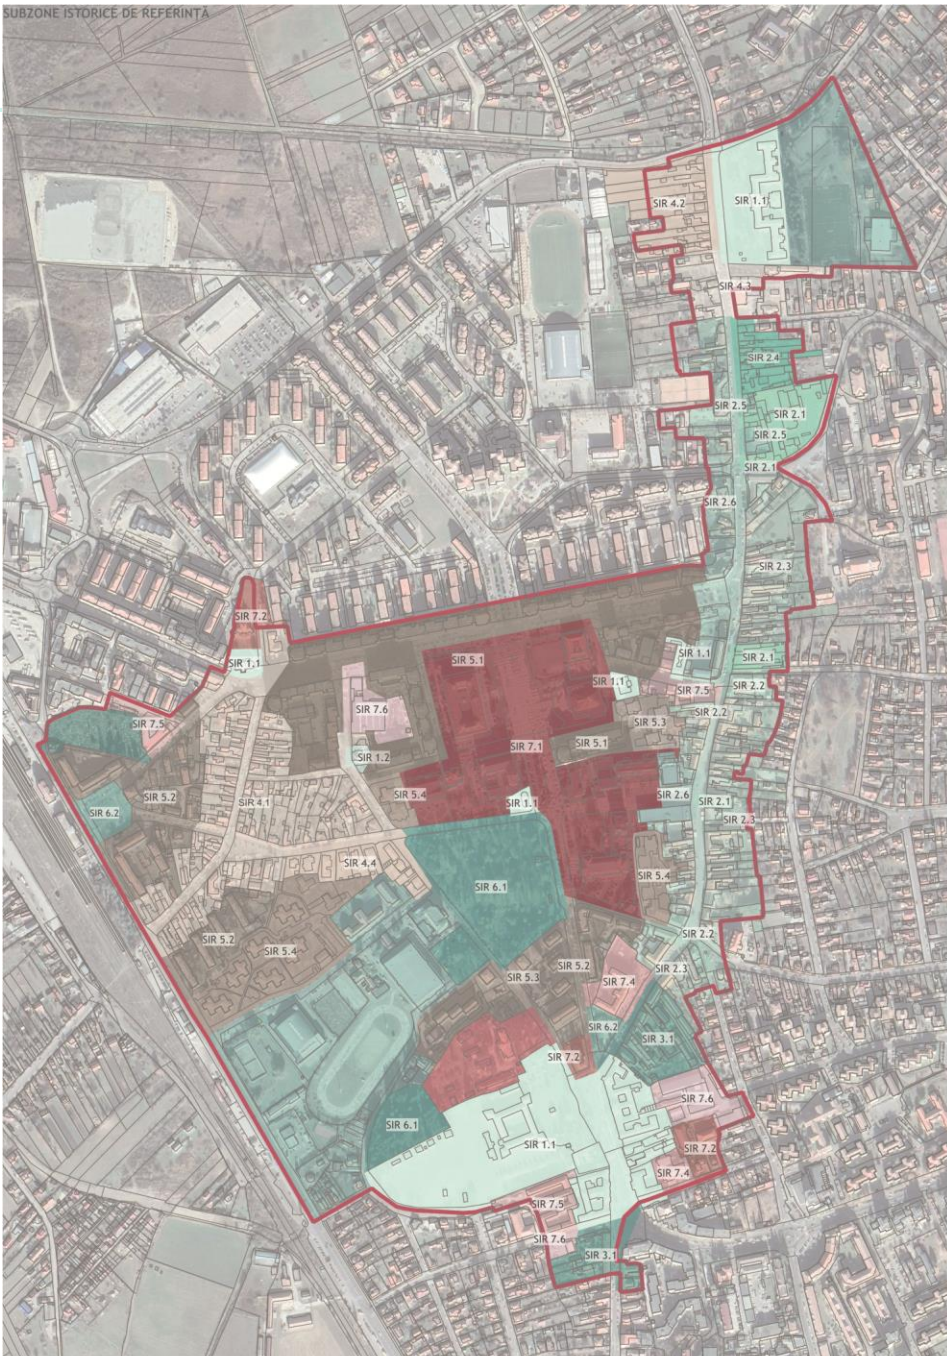 SUBZONE ISTORICE DE REFERINȚĂ
SIR 4.2
SIR 1.1
SIR 4.3
SIR 2.4
SIR 2.5
SIR 2.1
SIR 2.5
SIR 2.1
SIR 2.6
SIR 2.3
SIR 7.2
SIR 1.1
SIR 5.1
SIR 1.1
SIR 2.1
SIR 1.1
SIR 7.5
SIR 2.2
SIR 7.6
SIR 2.2
SIR 7.5
SIR 5.3
SIR 7.1
SIR 5.1
SIR 1.2
SIR 5.4
SIR 2.6
SIR 5.2
SIR 4.1
SIR 1.1
SIR 2.1
SIR 6.2
SIR 2.3
SIR 4.4
SIR 5.4
SIR 6.1
SIR 5.2
SIR 2.2
SIR 5.4
SIR 5.2
SIR 2.3
SIR 5.3
SIR 7.4
SIR 6.2
SIR 3.1
SIR 7.2
SIR 7.6
SIR 6.1
SIR 1.1
SIR 7.2
SIR 7.4
SIR 7.5
SIR 7.6
SIR 3.1